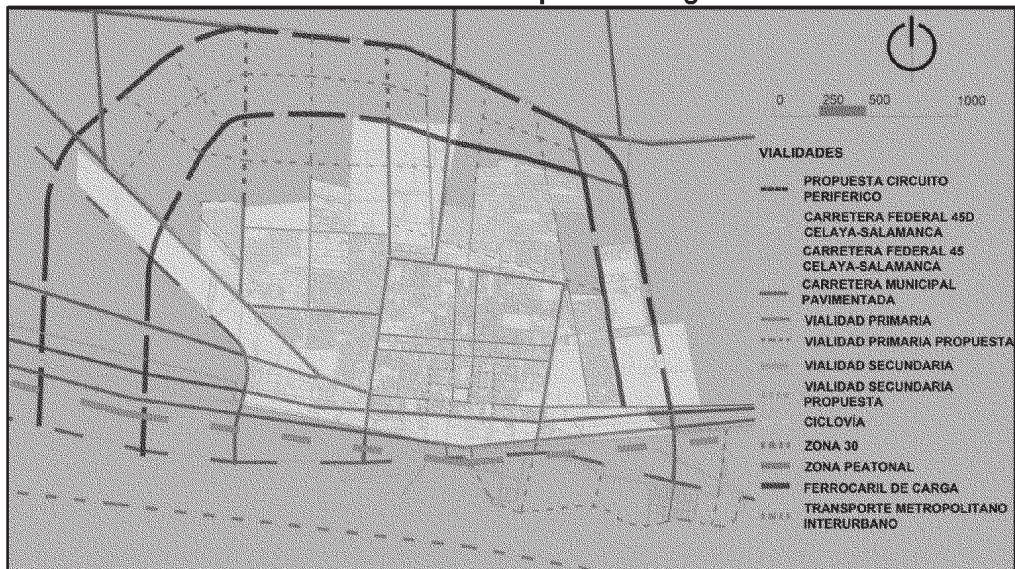 0 250 500 1000
VIALIDADES
PROPUESTA CIRCUITO
PERIFERICO
CARRETERA FEDERAL 45D
CELAYA-SALAMANCA
CARRETERA FEDERAL 45
CELAYA-SALAMANCA
CARRETERA MUNICIPAL
PAVIMENTADA
VIALIDAD PRIMARIA
VIALIDAD PRIMARIA PROPUESTA
VIALIDAD SECUNDARIA
VIALIDAD SECUNDARIA
PROPUESTA
CICLOVÍA
ZONA 30
ZONA PEATONAL
FERROCARIL DE CARGA
TRANSPORTE METROPOLITANO
INTERURBANO